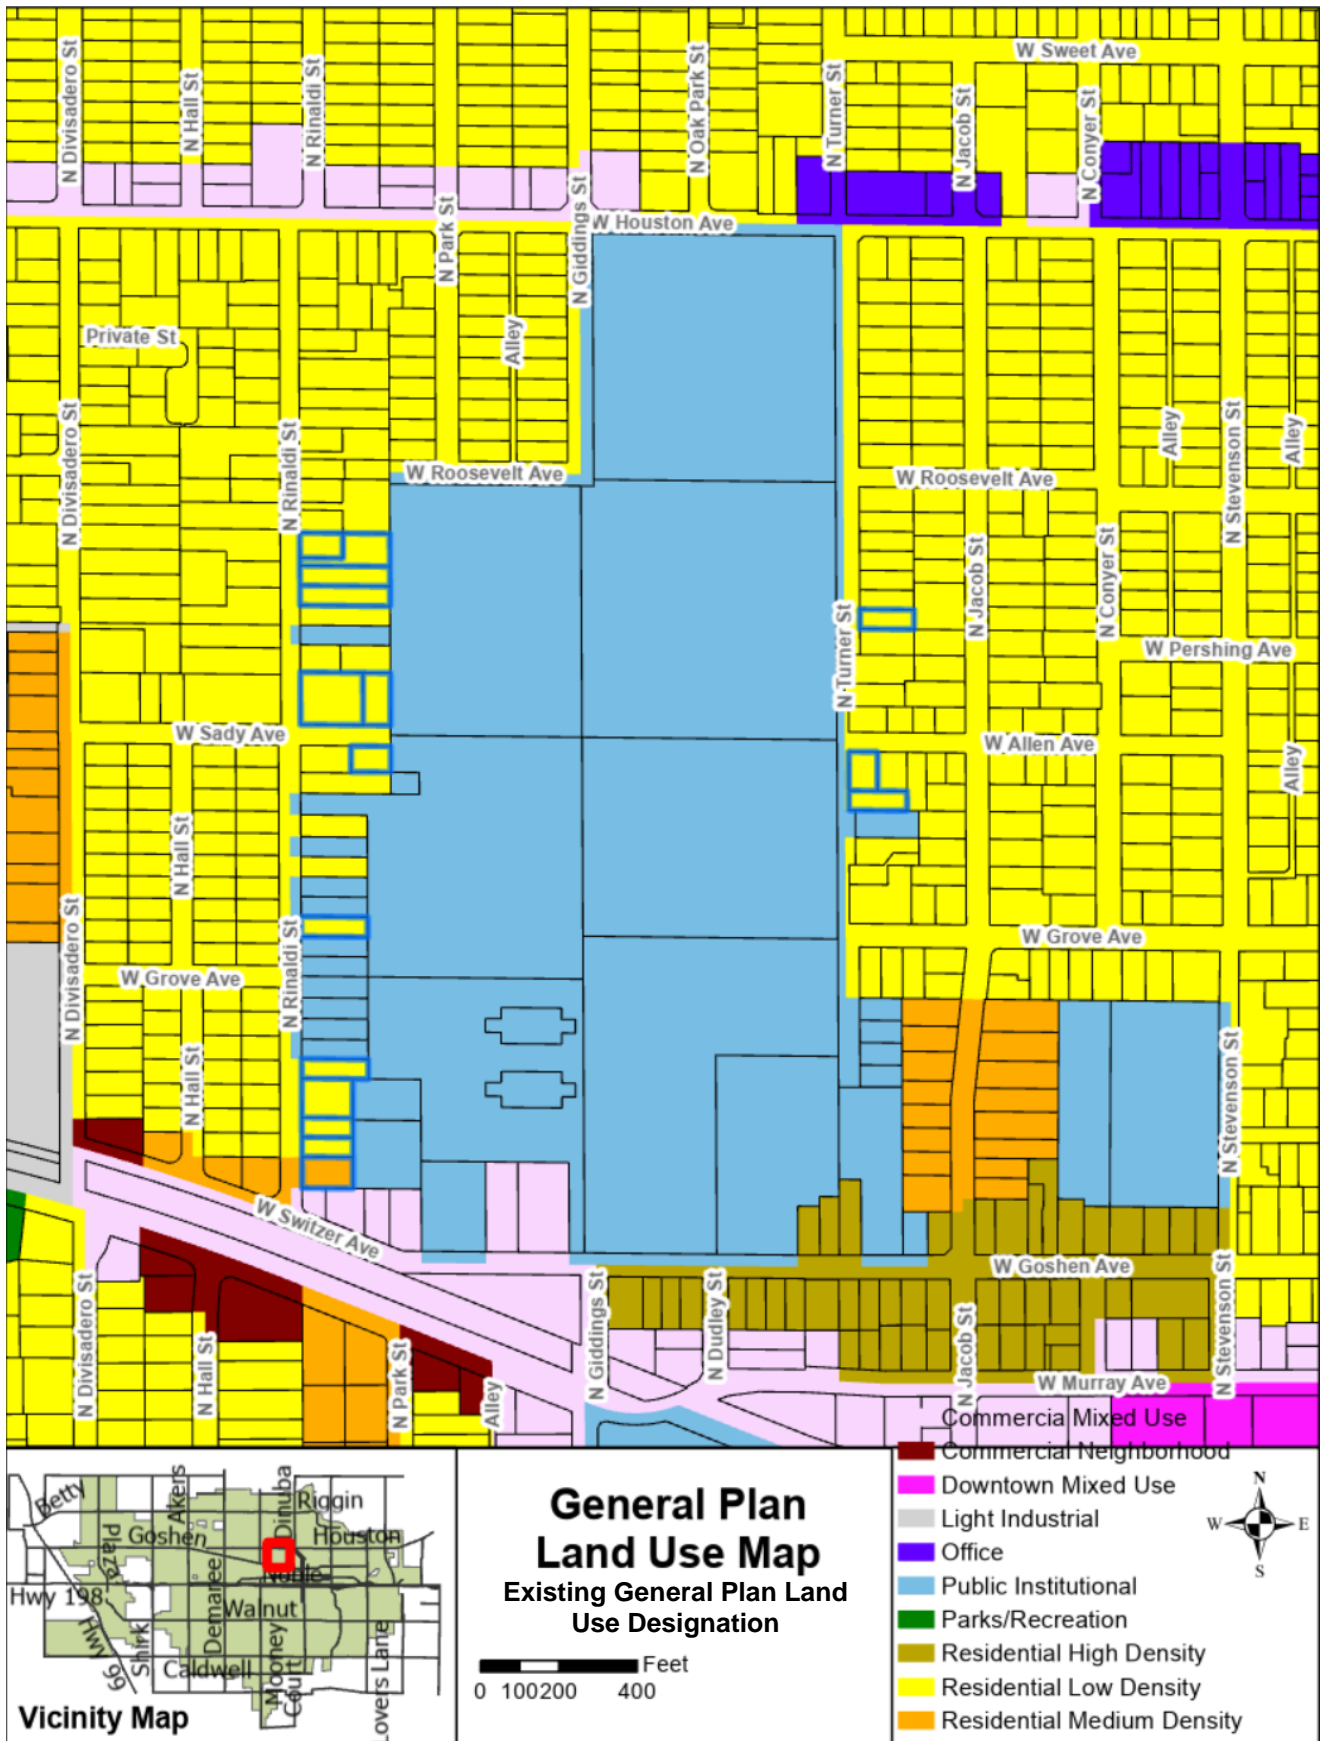 W Sweet Ave
N Divisadero St
N Hall St
N Rinaldi St
N Oak Park St
N Turner St
N Jacob St
N Conyer St
N Park St
N Giddings St
W Houston Ave
Private St
Alley
N Divisadero St
N Rinaldi St
W Roosevelt Ave
W Roosevelt Ave
Alley
N Stevenson St
Alley
N Turner St
N Jacob St
N Conyer St
W Pershing Ave
W Sady Ave
W Allen Ave
Alley
N Hall St
N Divisadero St
N Rinaldi St
W Grove Ave
W Grove Ave
N Hall St
N Stevenson St
W Switzer Ave
W Goshen Ave
N Divisadero St
N Hall St
N Park St
Alley
N Giddings St
N Dudley St
N Jacob St
N Stevenson St
W Murray Ave
Commercia Mixed Use
Commercial Neighborhood
Downtown Mixed Use
Light Industrial
Office
Public Institutional
Parks/Recreation
Residential High Density
Residential Low Density
Residential Medium Density
N
W
E
S
General Plan
Land Use Map
Existing General Plan Land
Use Designation
Feet
0 100 200 400
Betty
Akers
Dinuba
Riggin
Plaza
Goshen
Houston
Noble
Hwy 198
Demaree
Walnut
Hwy 99
Shirk
Caldwell
Mooney
Court
Lovers Lane
Vicinity Map